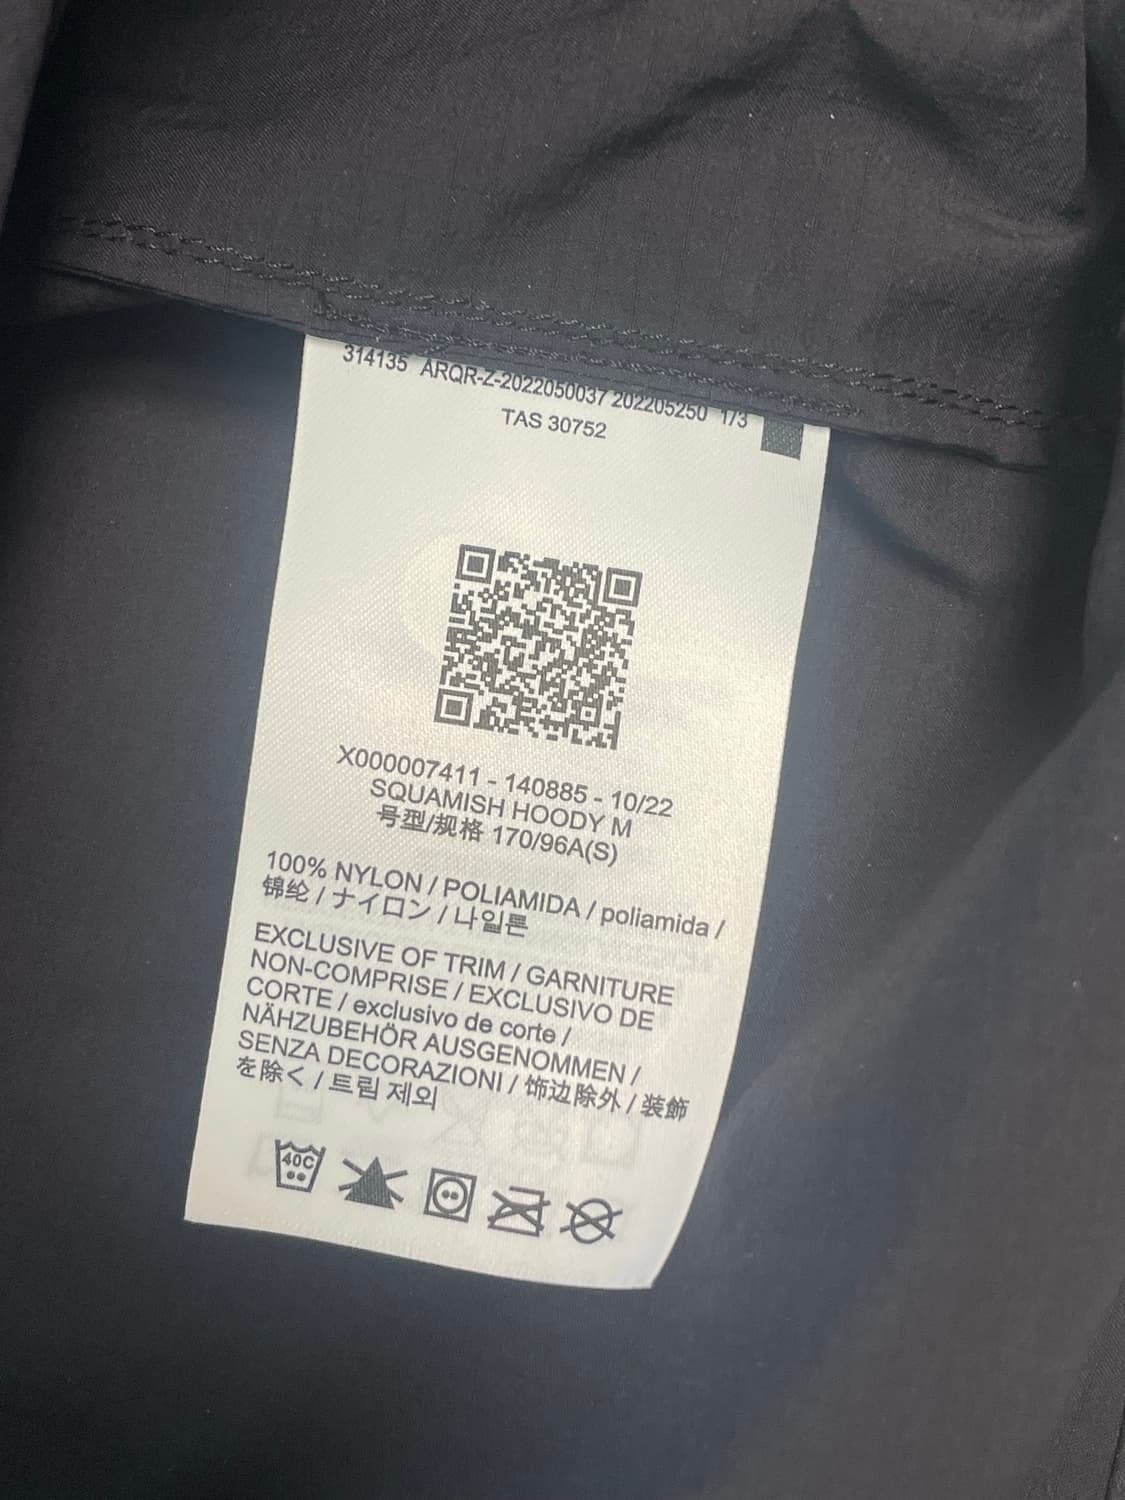 314135 ARQR-Z-2022050037 202205250 1/3
TAS 30752
X000007411 - 140885 - 10/22
SQUAMISH HOODY M
号型/规格 170/96A(S)
100% NYLON / POLIAMIDA / poliamida /
锦纶 / ナイロン / 나일론
EXCLUSIVE OF TRIM / GARNITURE
NON-COMPRISE / EXCLUSIVO DE
CORTE / exclusivo de corte /
NÄHZUBEHÖR AUSGENOMMEN /
SENZA DECORAZIONI / 饰边除外 / 装飾
を除く / 트림 제외
40C